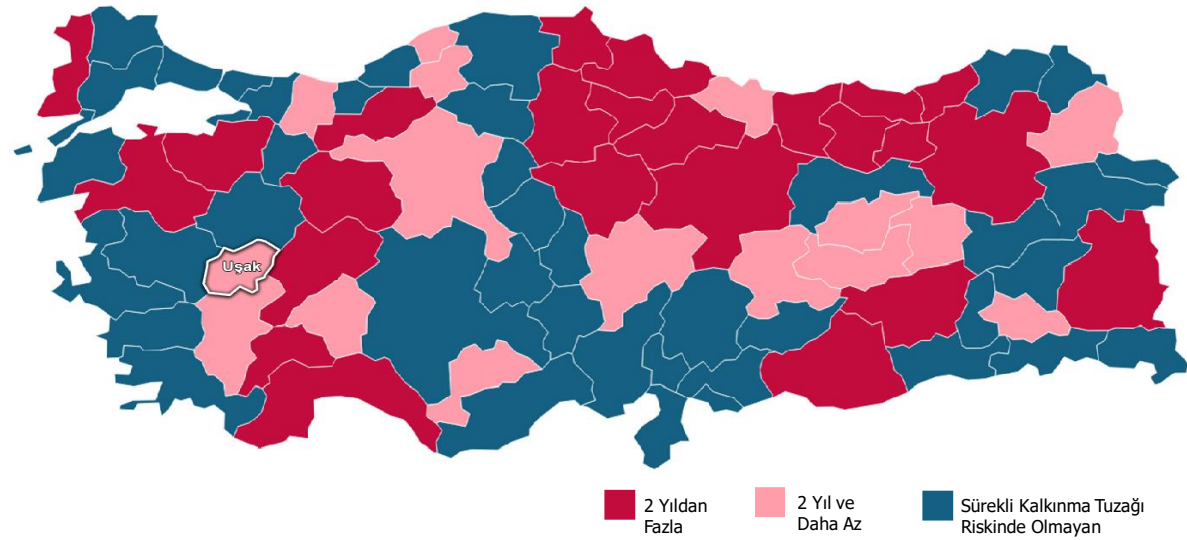 Uşak
2 Yıldan
Fazla
2 Yıl ve
Daha Az
Sürekli Kalkınma Tuzağı
Riskinde Olmayan